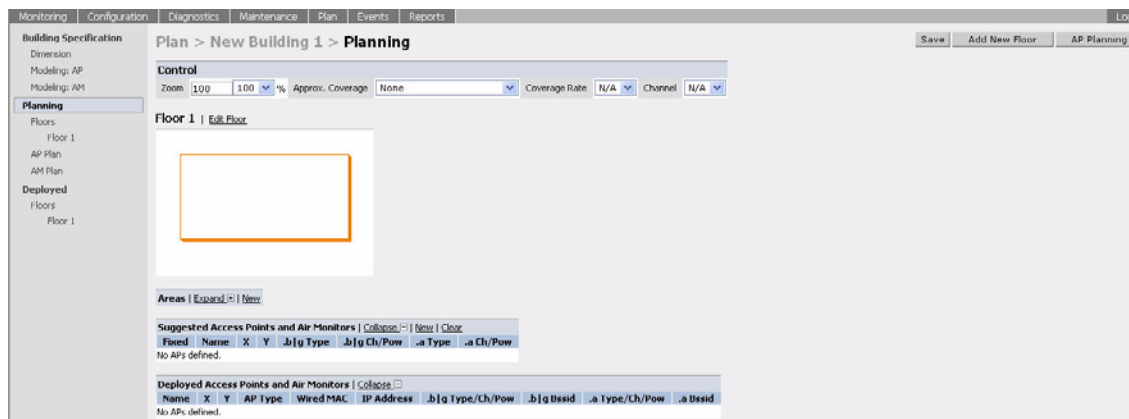 Monitoring Configuration Diagnostics Maintenance Plan Events Reports
Building Specification
Dimension
Modeling: AP
Modeling: AM
Planning
Floors
Floor 1
AP Plan
AM Plan
Deployed
Floors
Floor 1
Plan > New Building 1 > Planning
Save Add New Floor AP Planning
Control
Zoom 100 100 % Approx. Coverage None Coverage Rate N/A Channel N/A
Floor 1 | Edit Floor
Areas | Expand | New
Suggested Access Points and Air Monitors | Collapse | New | Clear
Fixed Name X Y .b|g Type .b|g Ch/Pow .a Type .a Ch/Pow
No APs defined.
Deployed Access Points and Air Monitors | Collapse
Name X Y AP Type Wired MAC IP Address .b|g Type/Ch/Pow .b|g Bssid .a Type/Ch/Pow .a Bssid
No APs defined.